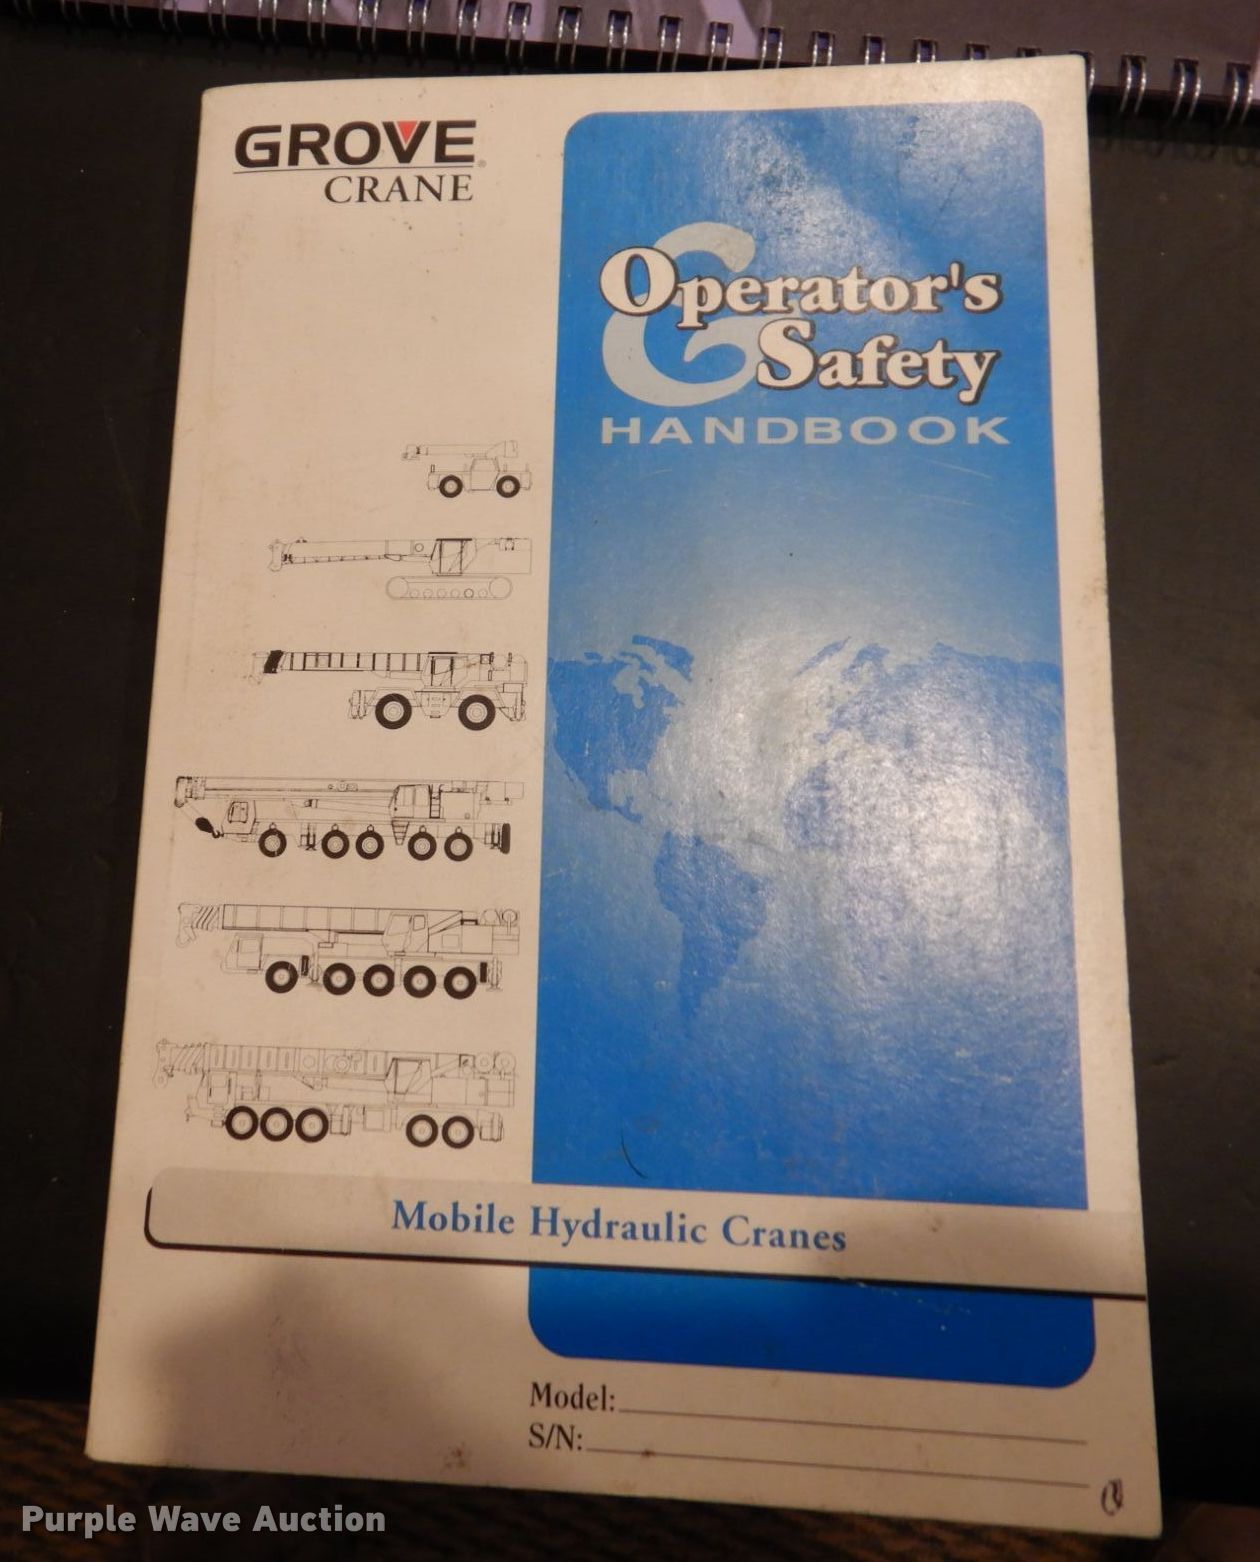 GROVE
CRANE
Operator's
& Safety
HANDBOOK
Mobile Hydraulic Cranes
Model:
S/N:
Purple Wave Auction